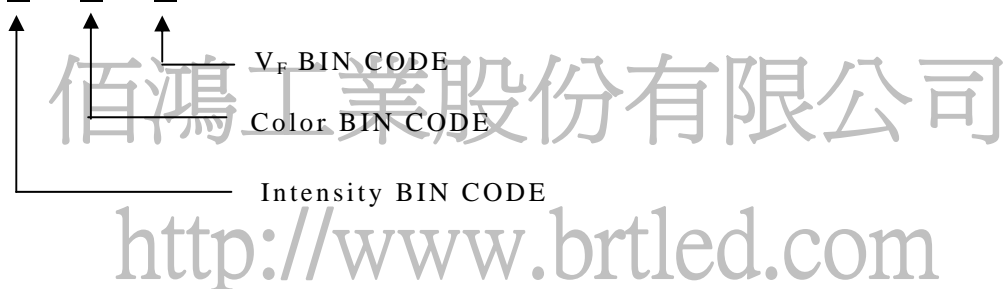 V_F BIN CODE
佰鴻工業股份有限公司
Color BIN CODE
Intensity BIN CODE
http://www.brtled.com